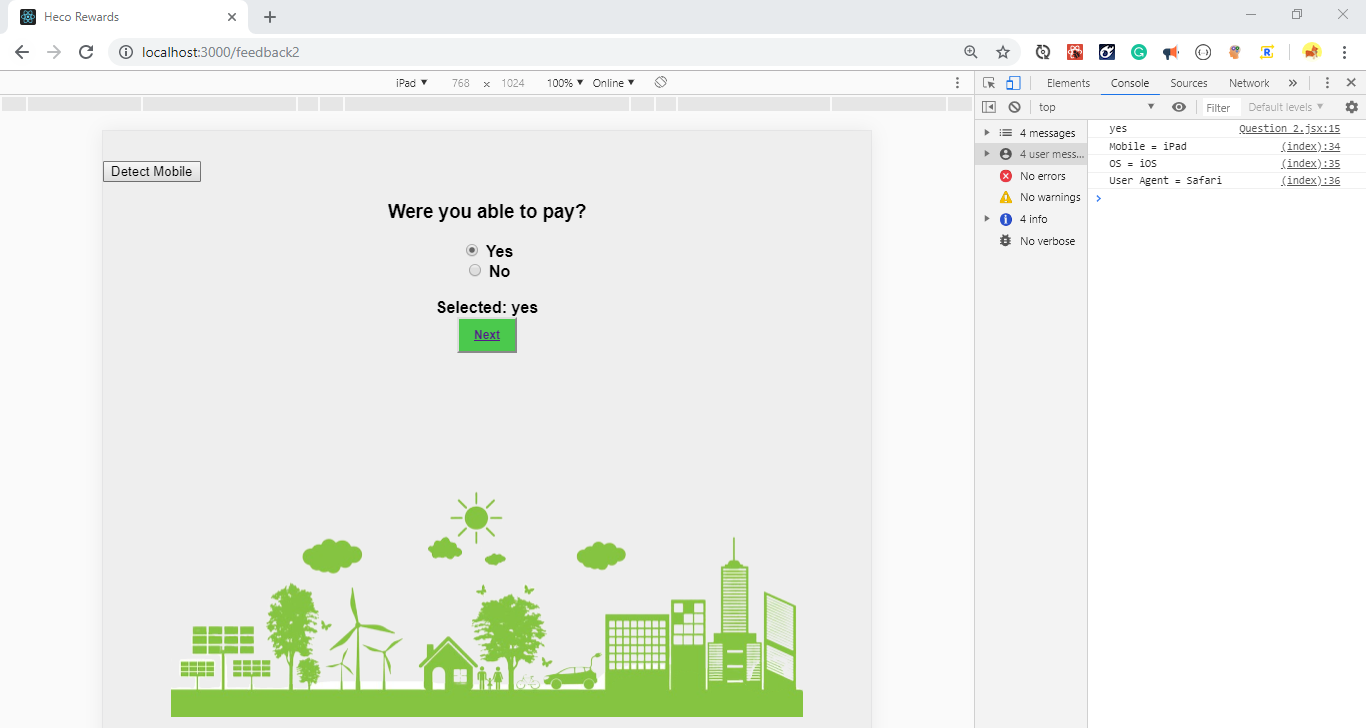 Heco Rewards
localhost:3000/feedback2
iPad 768 x 1024 100% Online
Elements Console Sources Network »
top Filter Default levels
4 messages
4 user mess...
No errors
No warnings
4 info
No verbose
yes Question 2.jsx:15
Mobile = iPad (index):34
OS = iOS (index):35
User Agent = Safari (index):36
Detect Mobile
Were you able to pay?
Yes
No
Selected: yes
Next